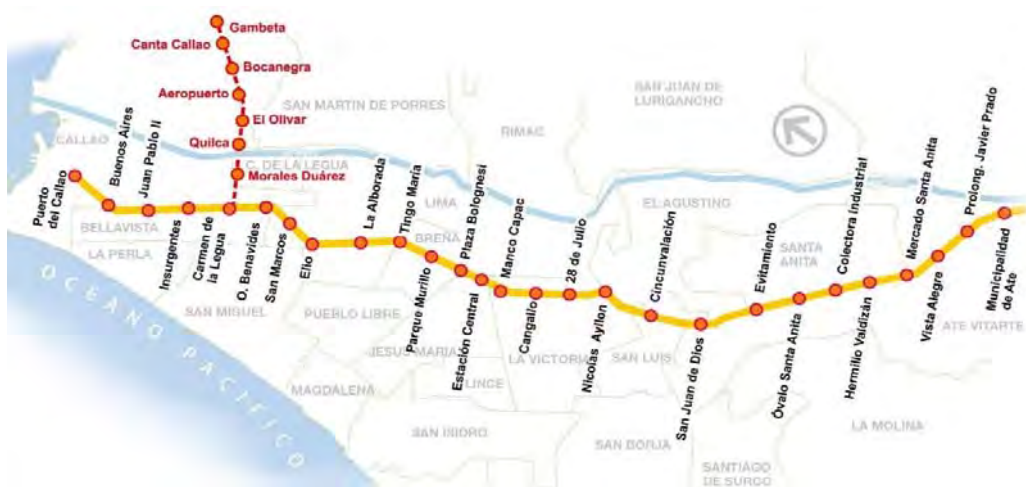 Gambeta
Canta Callao
Bocanegra
Aeropuerto
El Olivar
Quilca
Morales Duárez
SAN MARTIN DE PORRES
SAN JUAN DE
LURIGANCHO
RIMAC
CALLAO
C. DE LA LEGUA
LIMA
BREÑA
EL AGUSTINO
SANTA
ANITA
ATE VITARTE
BELLAVISTA
LA PERLA
SAN MIGUEL
PUEBLO LIBRE
JESUS MARIA
MAGDALENA
LINCE
LA VICTORIA
SAN LUIS
SAN ISIDRO
SAN BORJA
LA MOLINA
SANTIAGO
DE SURCO
OCEANO PACIFICO
Puerto
del Callao
Buenos Aires
Juan Pablo II
Insurgentes
Carmen de
la Legua
O. Benavides
San Marcos
Elio
La Alborada
Tingo María
Parque Murillo
Plaza Bolognesi
Estación Central
Manco Capac
Cangallo
28 de Julio
Nicolas Ayllon
Cincunvalación
San Juan de Dios
Evitamiento
Óvalo Santa Anita
Colectora Industrial
Hermilio Valdizán
Mercado Santa Anita
Vista Alegre
Prolong. Javier Prado
Municipalidad
de Ate